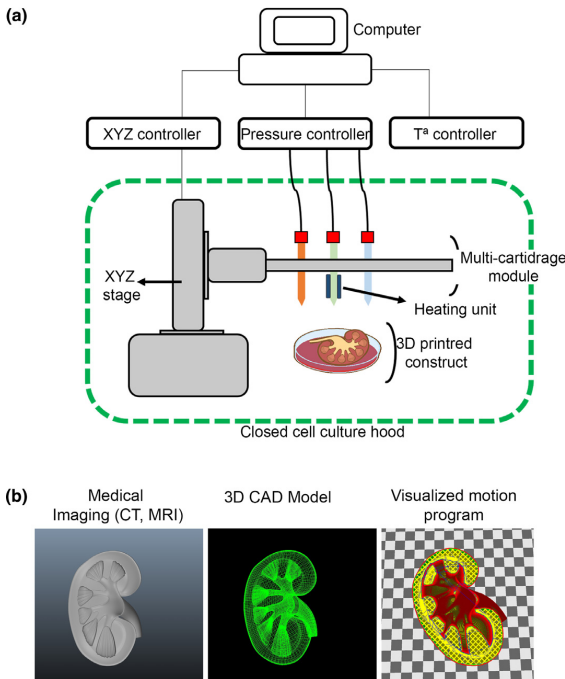 (a)
Computer
XYZ controller
Pressure controller
Tª controller
XYZ
stage
Multi-cartidrage
module
Heating unit
3D printred
construct
Closed cell culture hood
(b)
Medical
Imaging (CT, MRI)
3D CAD Model
Visualized motion
program